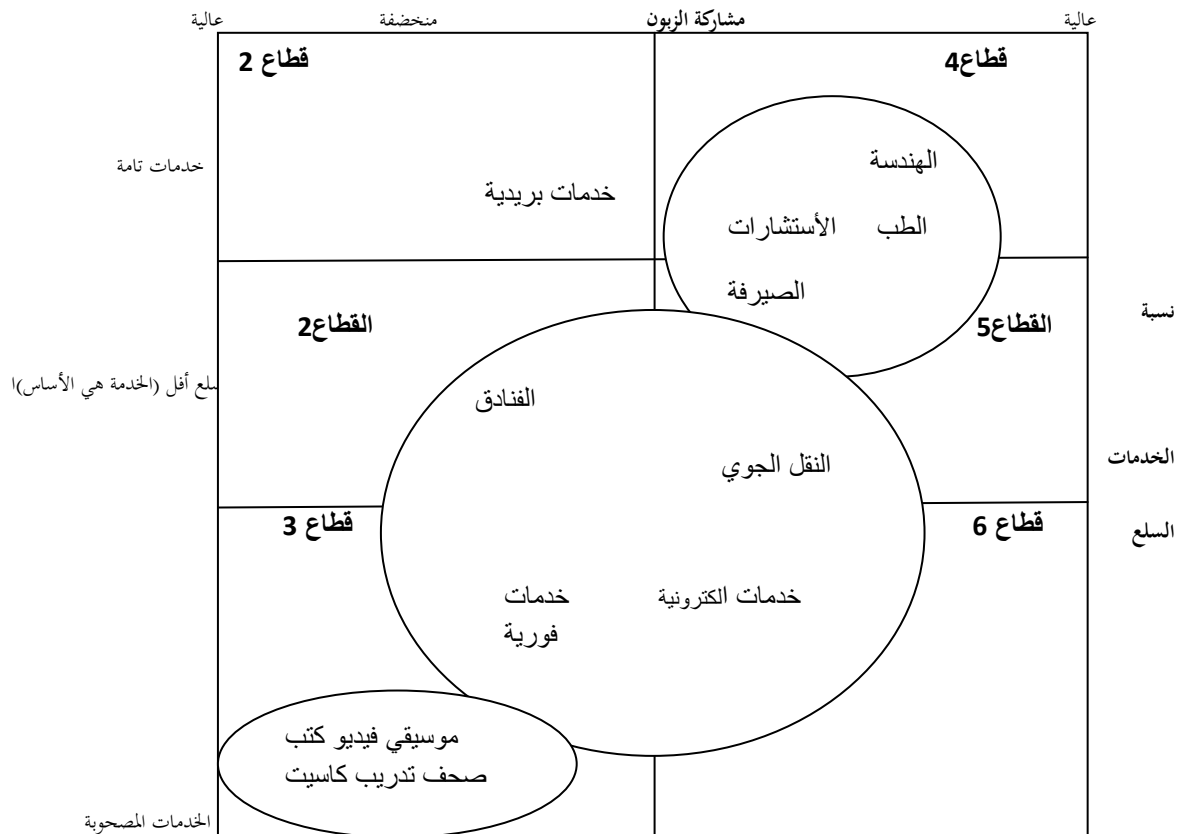 عالية
مشاركة الزبون
منخضفة
عالية
قطاع4
قطاع 2
الهندسة
خدمات تامة
الطب
الأستشارات
خدمات بريدية
الصيرفة
نسبة
القطاع5
القطاع2
سلع أفل (الخدمة هي الأساس)ا
الفنادق
الخدمات
النقل الجوي
السلع
قطاع 6
قطاع 3
خدمات الكترونية
خدمات
فورية
موسيقي فيديو كتب
صحف تدريب كاسيت
الخدمات المصحوبة